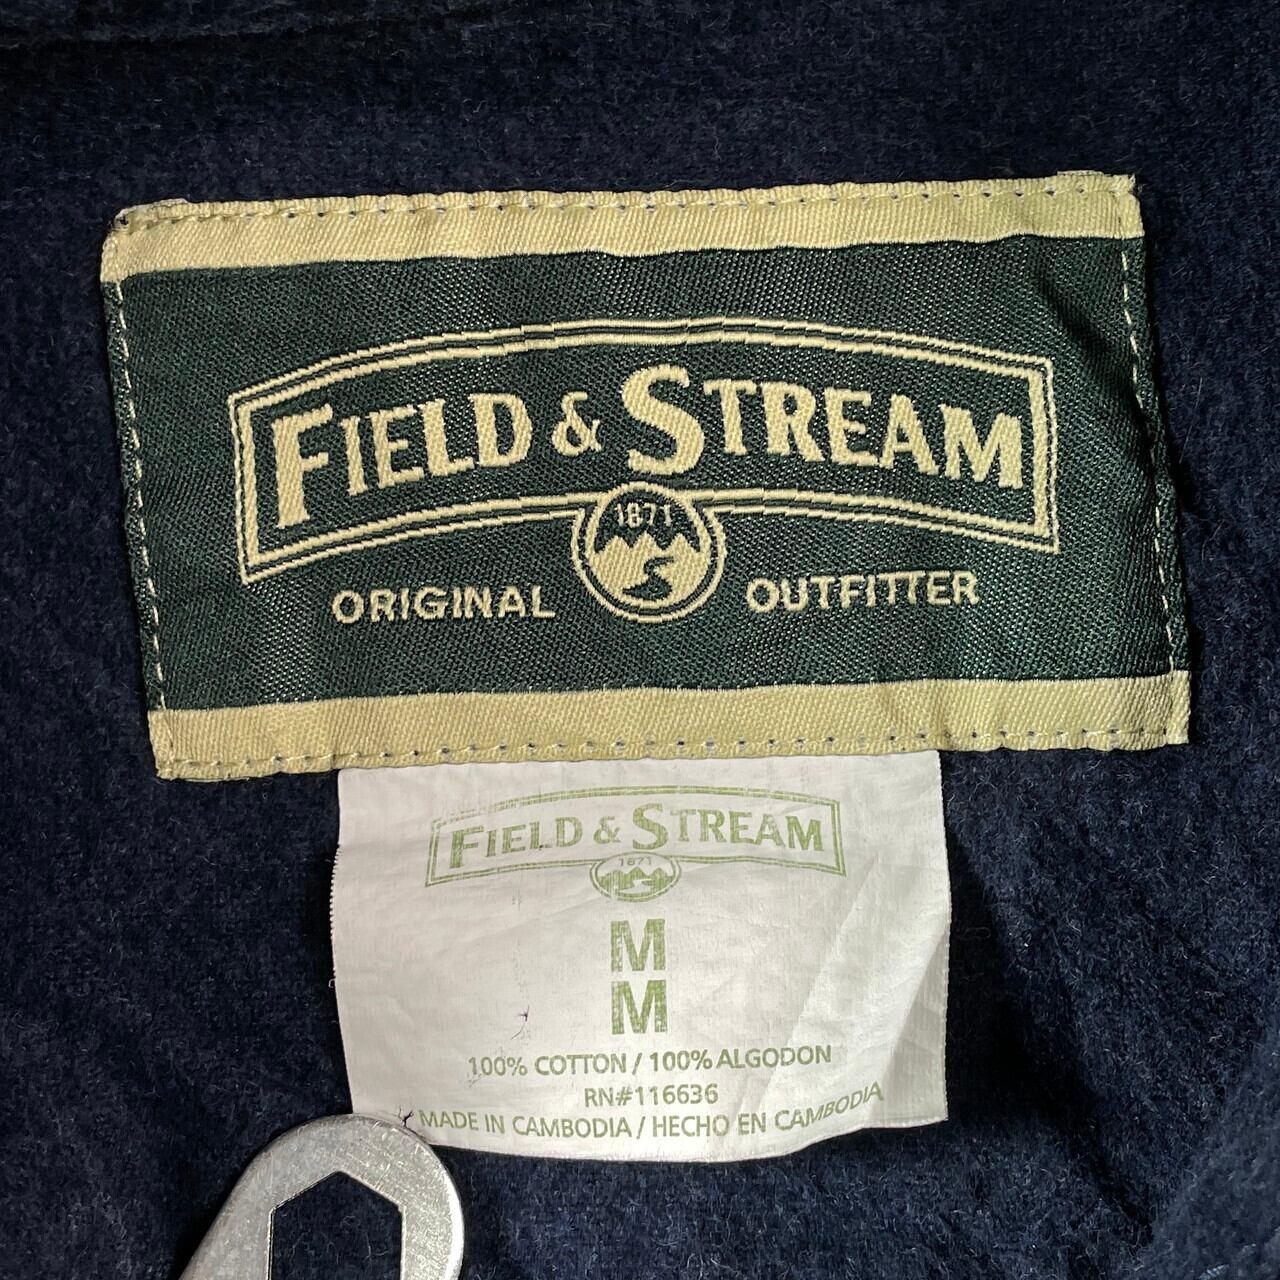 FIELD & STREAM
1871
ORIGINAL OUTFITTER
FIELD & STREAM
1871
M
M
100% COTTON / 100% ALGODON
RN#116636
MADE IN CAMBODIA / HECHO EN CAMBODIA